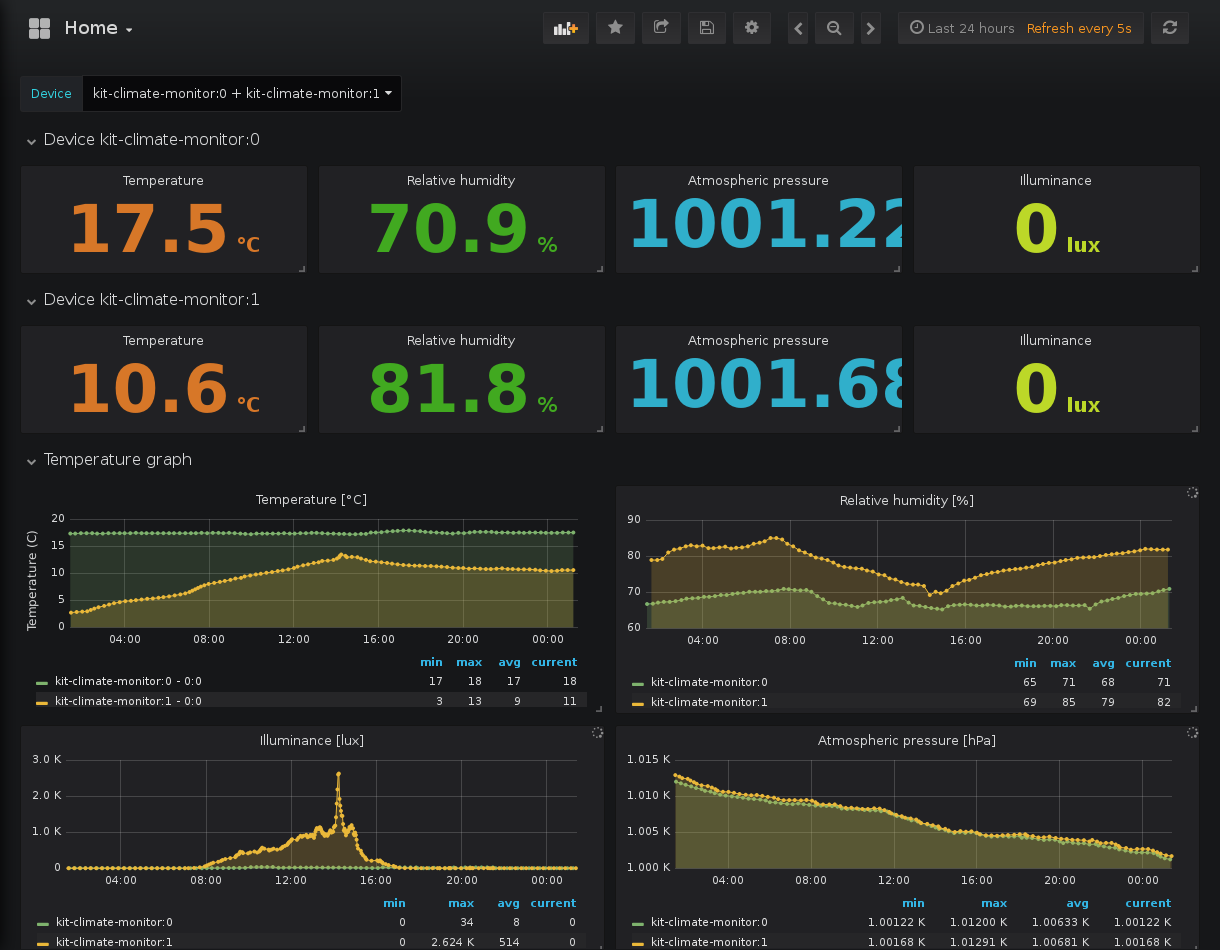 Home
Last 24 hours Refresh every 5s
Device kit-climate-monitor:0 + kit-climate-monitor:1
Device kit-climate-monitor:0
Temperature Relative humidity Atmospheric pressure Illuminance
17.5 °C 70.9 % 1001.22 0 lux
Device kit-climate-monitor:1
Temperature Relative humidity Atmospheric pressure Illuminance
10.6 °C 81.8 % 1001.68 0 lux
Temperature graph
Temperature [°C]
Temperature (C)
20
15
10
5
0
04:00 08:00 12:00 16:00 20:00 00:00
min max avg current
kit-climate-monitor:0 - 0:0 17 18 17 18
kit-climate-monitor:1 - 0:0 3 13 9 11
Relative humidity [%]
90
80
70
60
04:00 08:00 12:00 16:00 20:00 00:00
min max avg current
kit-climate-monitor:0 65 71 68 71
kit-climate-monitor:1 69 85 79 82
Illuminance [lux]
3.0 K
2.0 K
1.0 K
0
04:00 08:00 12:00 16:00 20:00 00:00
min max avg current
kit-climate-monitor:0 0 34 8 0
kit-climate-monitor:1 0 2.624 K 514 0
Atmospheric pressure [hPa]
1.015 K
1.010 K
1.005 K
1.000 K
04:00 08:00 12:00 16:00 20:00 00:00
min max avg current
kit-climate-monitor:0 1.00122 K 1.01200 K 1.00633 K 1.00122 K
kit-climate-monitor:1 1.00168 K 1.01291 K 1.00681 K 1.00168 K